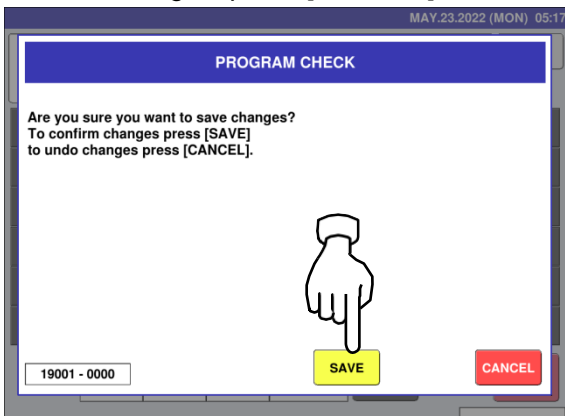 MAY.23.2022 (MON) 05:17
PROGRAM CHECK
Are you sure you want to save changes?
To confirm changes press [SAVE]
to undo changes press [CANCEL].
19001 - 0000
SAVE
CANCEL